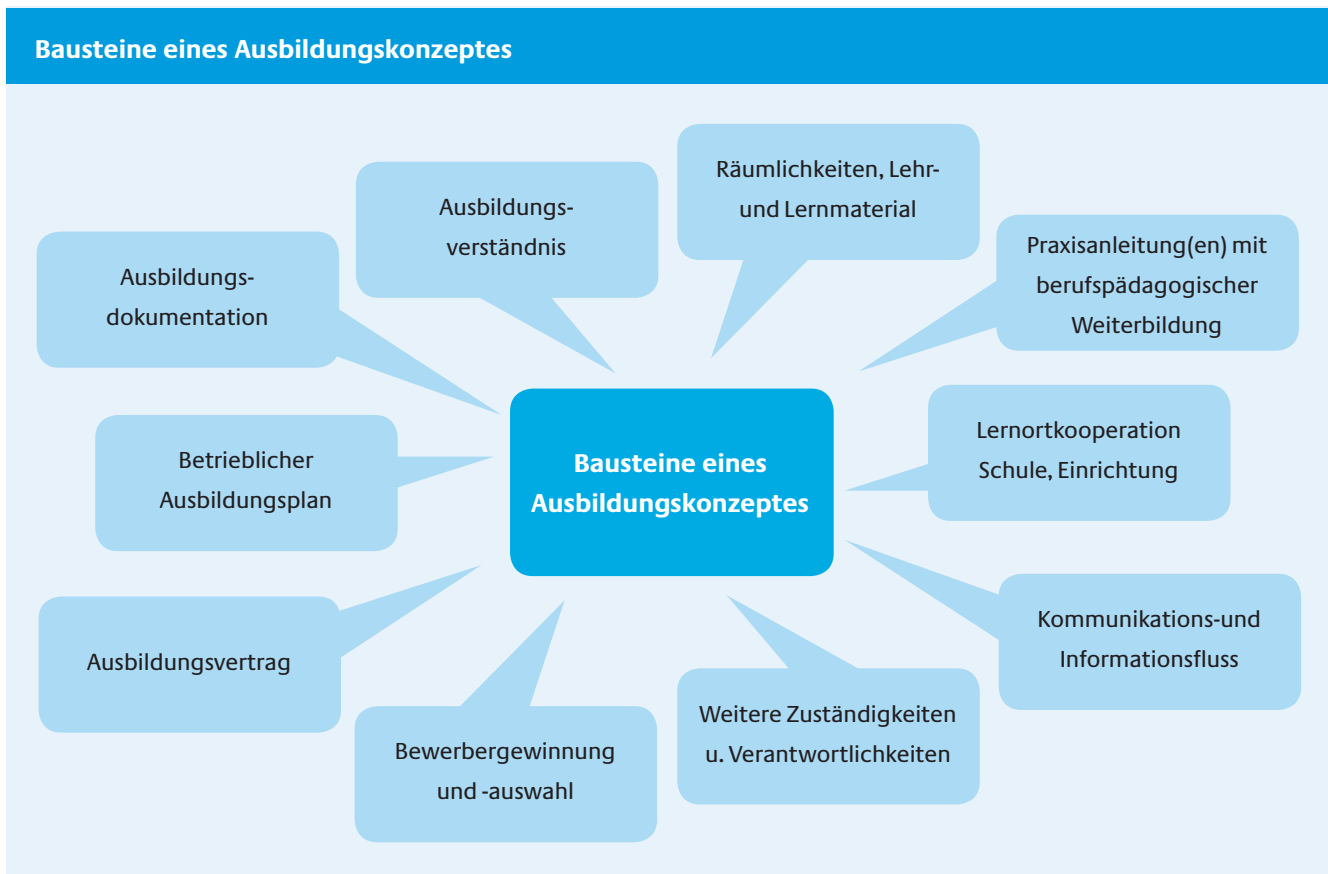 Bausteine eines Ausbildungskonzeptes
Räumlichkeiten, Lehr-
und Lernmaterial
Ausbildungs-
verständnis
Praxisanleitung(en) mit
berufspädagogischer
Weiterbildung
Ausbildungs-
dokumentation
Lernortkooperation
Schule, Einrichtung
Betrieblicher
Ausbildungsplan
Bausteine eines
Ausbildungskonzeptes
Kommunikations-und
Informationsfluss
Ausbildungsvertrag
Weitere Zuständigkeiten
u. Verantwortlichkeiten
Bewerbergewinnung
und -auswahl